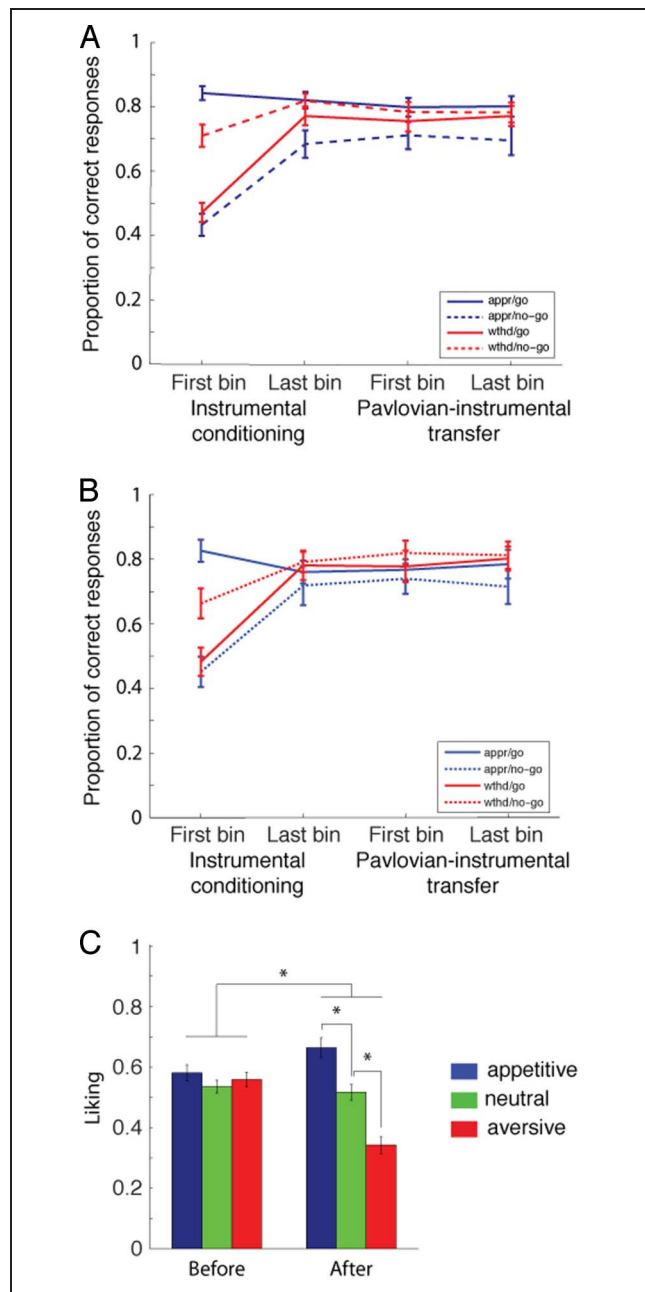 A
Proportion of correct responses
1
0.8
0.6
0.4
0.2
0
appr/go
appr/no-go
wthd/go
wthd/no-go
First bin Last bin First bin Last bin
Instrumental conditioning
Pavlovian-instrumental transfer
B
Proportion of correct responses
1
0.8
0.6
0.4
0.2
0
appr/go
appr/no-go
wthd/go
wthd/no-go
First bin Last bin First bin Last bin
Instrumental conditioning
Pavlovian-instrumental transfer
C
Liking
1
0.8
0.6
0.4
0.2
0
*
*
*
appetitive
neutral
aversive
Before After